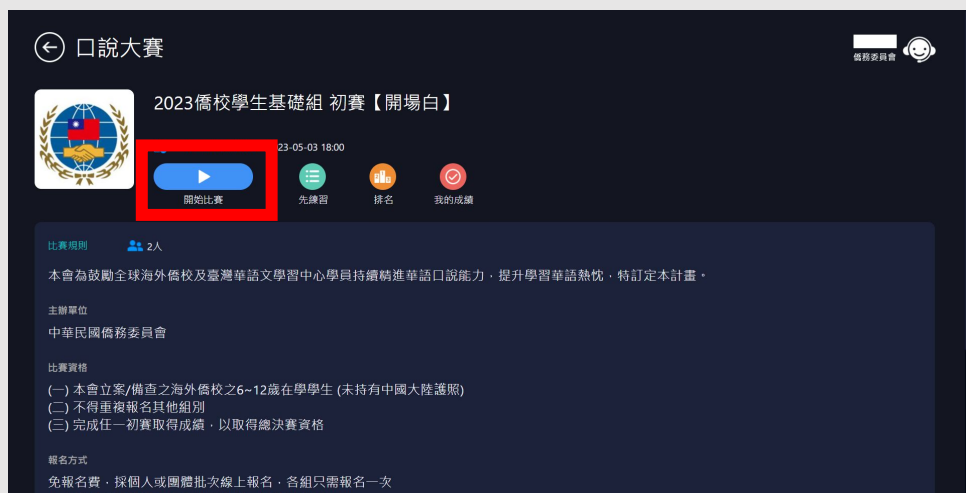 口說大賽
僑務委員會
2023僑校學生基礎組 初賽【開場白】
23-05-03 18:00
開始比賽
先練習
排名
我的成績
比賽規則 2人
本會為鼓勵全球海外僑校及臺灣華語文學習中心學員持續精進華語口說能力，提升學習華語熱忱，特訂定本計畫。
主辦單位
中華民國僑務委員會
比賽資格
(一) 本會立案/備查之海外僑校之6~12歲在學學生 (未持有中國大陸護照)
(二) 不得重複報名其他組別
(三) 完成任一初賽取得成績，以取得總決賽資格
報名方式
免報名費，採個人或團體批次線上報名，各組只需報名一次